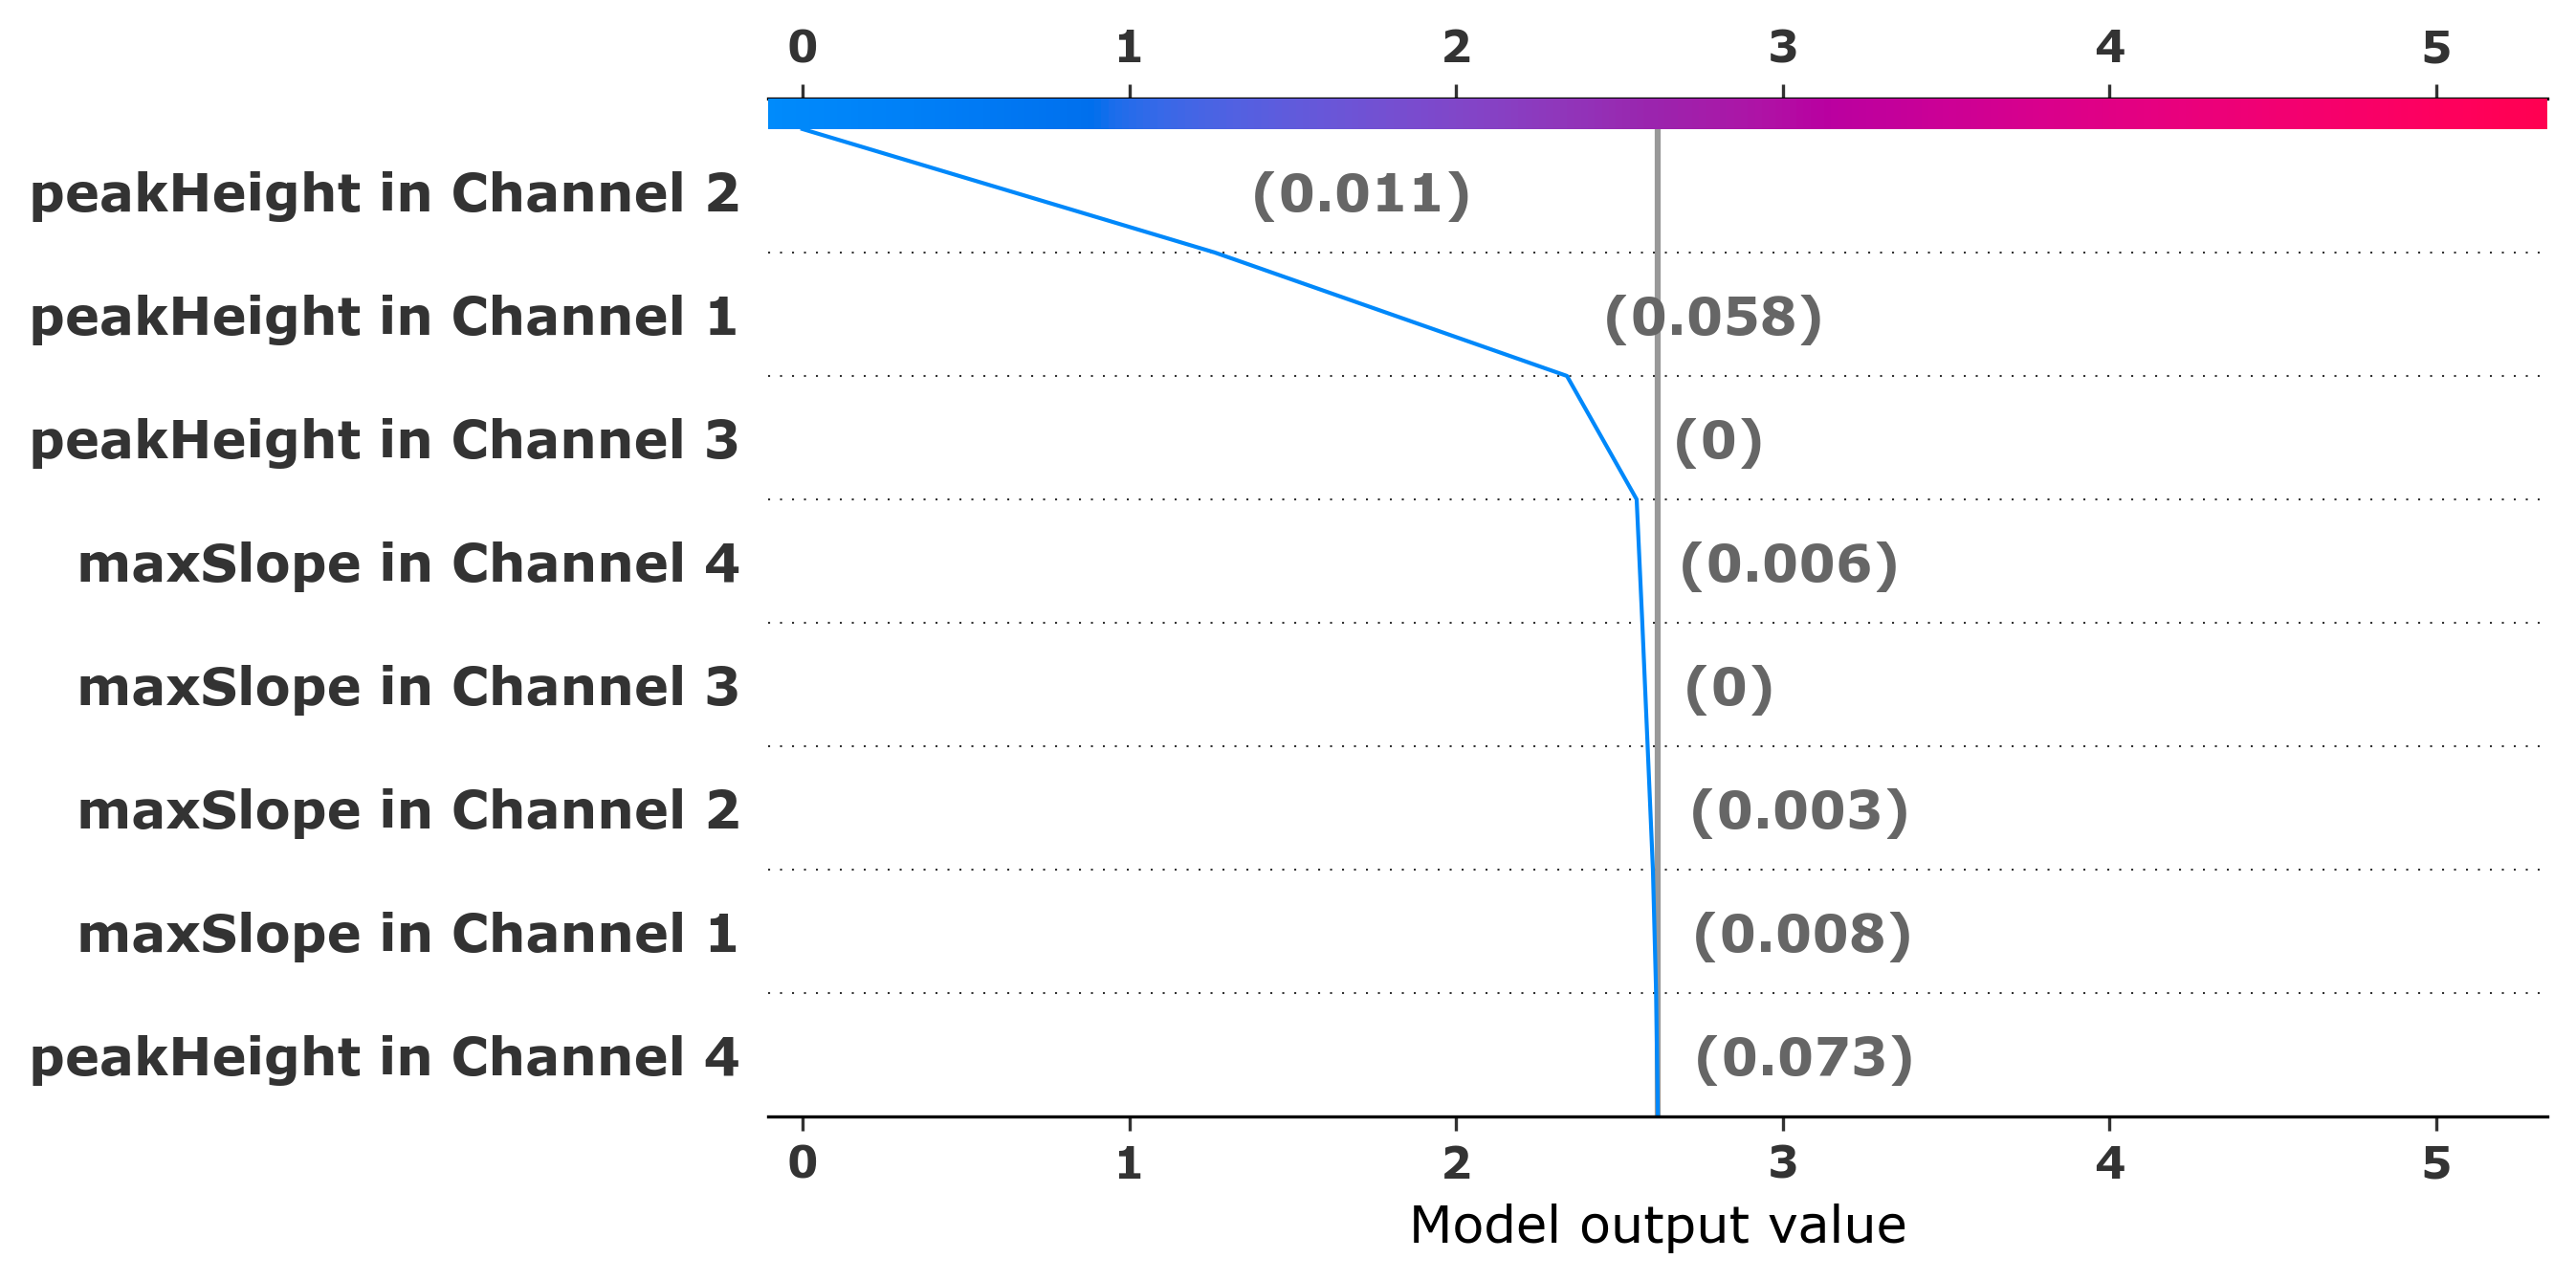 0 1 2 3 4 5
peakHeight in Channel 2 (0.011)
peakHeight in Channel 1 (0.058)
peakHeight in Channel 3 (0)
maxSlope in Channel 4 (0.006)
maxSlope in Channel 3 (0)
maxSlope in Channel 2 (0.003)
maxSlope in Channel 1 (0.008)
peakHeight in Channel 4 (0.073)
0 1 2 3 4 5
Model output value